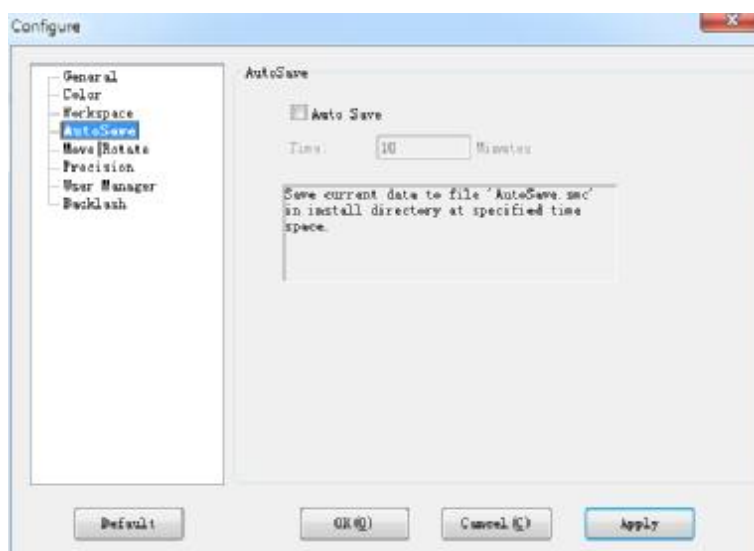 Configure
General
Color
Workspace
AutoSave
Move|Rotate
Precision
User Manager
Backlash
AutoSave
Auto Save
Time
10
Minutes
Save current data to file 'AutoSave.smc'
in install directory at specified time
space.
Default
OK(O)
Cancel(C)
Apply